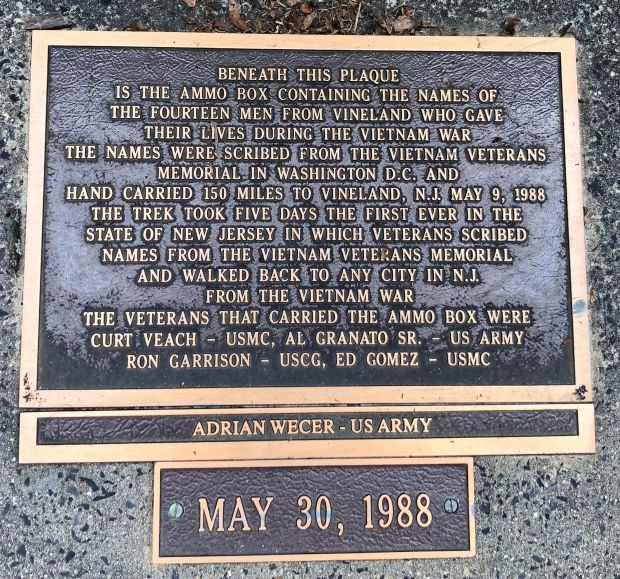 BENEATH THIS PLAQUE
IS THE AMMO BOX CONTAINING THE NAMES OF
THE FOURTEEN MEN FROM VINELAND WHO GAVE
THEIR LIVES DURING THE VIETNAM WAR
THE NAMES WERE SCRIBED FROM THE VIETNAM VETERANS
MEMORIAL IN WASHINGTON D.C. AND
HAND CARRIED 150 MILES TO VINELAND, N.J. MAY 9, 1988
THE TREK TOOK FIVE DAYS THE FIRST EVER IN THE
STATE OF NEW JERSEY IN WHICH VETERANS SCRIBED
NAMES FROM THE VIETNAM VETERANS MEMORIAL
AND WALKED BACK TO ANY CITY IN N.J.
FROM THE VIETNAM WAR
THE VETERANS THAT CARRIED THE AMMO BOX WERE
CURT VEACH - USMC, AL GRANATO SR. - US ARMY
RON GARRISON - USCG, ED GOMEZ - USMC
ADRIAN WECER - US ARMY
MAY 30, 1988